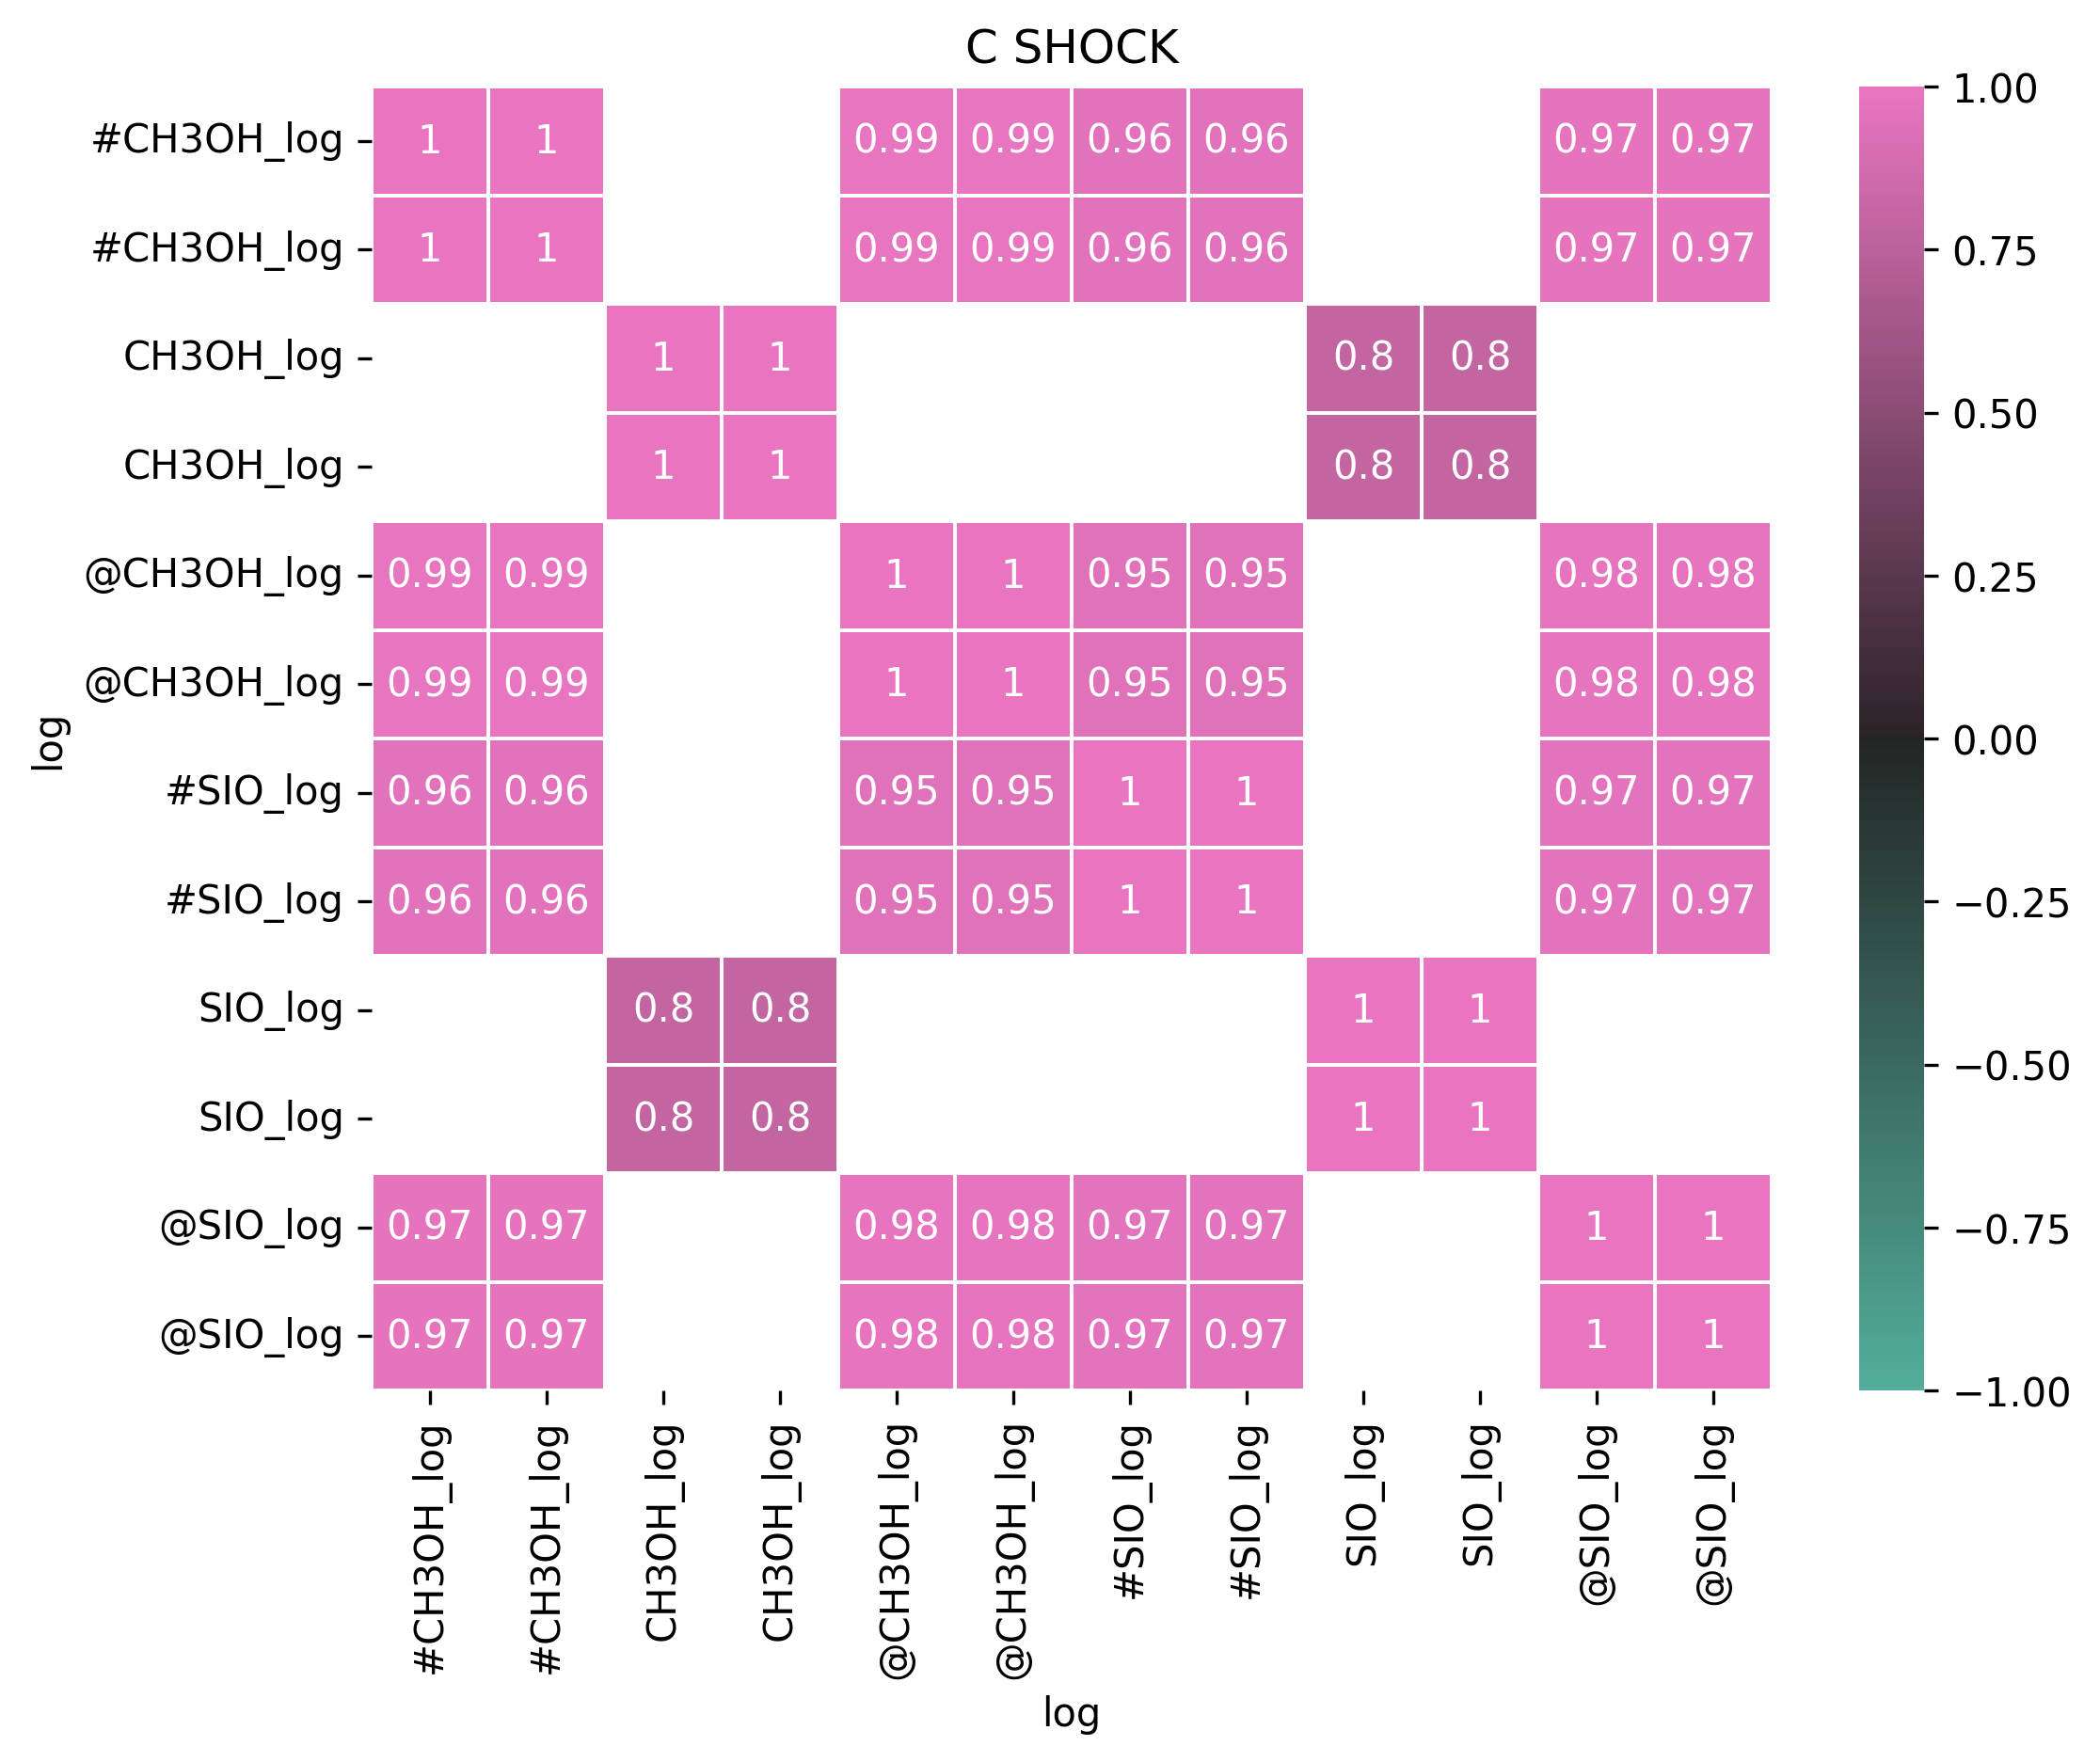 C SHOCK
#CH3OH_log 1 1 0.99 0.99 0.96 0.96 0.97 0.97
#CH3OH_log 1 1 0.99 0.99 0.96 0.96 0.97 0.97
CH3OH_log 1 1 0.8 0.8
CH3OH_log 1 1 0.8 0.8
@CH3OH_log 0.99 0.99 1 1 0.95 0.95 0.98 0.98
@CH3OH_log 0.99 0.99 1 1 0.95 0.95 0.98 0.98
#SIO_log 0.96 0.96 0.95 0.95 1 1 0.97 0.97
#SIO_log 0.96 0.96 0.95 0.95 1 1 0.97 0.97
SIO_log 0.8 0.8 1 1
SIO_log 0.8 0.8 1 1
@SIO_log 0.97 0.97 0.98 0.98 0.97 0.97 1 1
@SIO_log 0.97 0.97 0.98 0.98 0.97 0.97 1 1
log
#CH3OH_log
#CH3OH_log
CH3OH_log
CH3OH_log
@CH3OH_log
@CH3OH_log
#SIO_log
#SIO_log
SIO_log
SIO_log
@SIO_log
@SIO_log
log
1.00
0.75
0.50
0.25
0.00
−0.25
−0.50
−0.75
−1.00